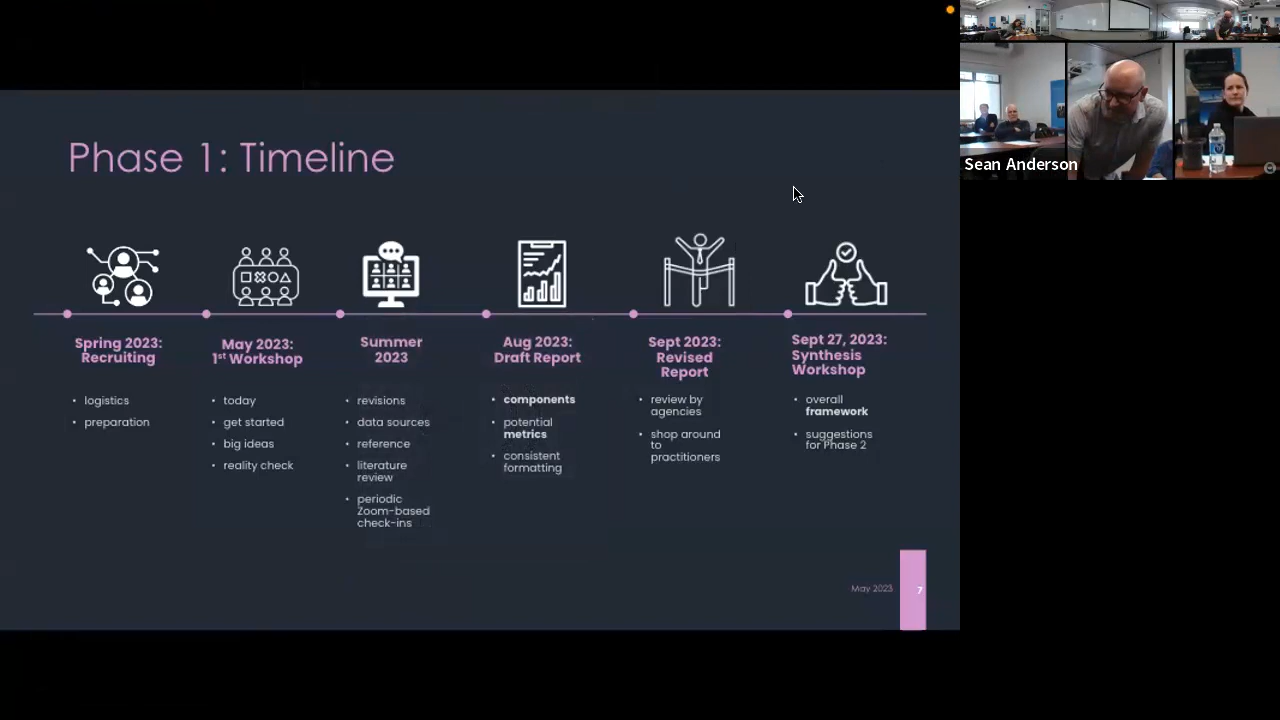 Phase 1: Timeline
Sean Anderson
Spring 2023:
Recruiting
• logistics
• preparation
May 2023:
1st Workshop
• today
• get started
• big ideas
• reality check
Summer
2023
• revisions
• data sources
• reference
• literature
review
• periodic
Zoom-based
check-ins
Aug 2023:
Draft Report
• components
• potential
metrics
• consistent
formatting
Sept 2023:
Revised
Report
• review by
agencies
• shop around
to
practitioners
Sept 27, 2023:
Synthesis
Workshop
• overall
framework
• suggestions
for Phase 2
May 2023
7